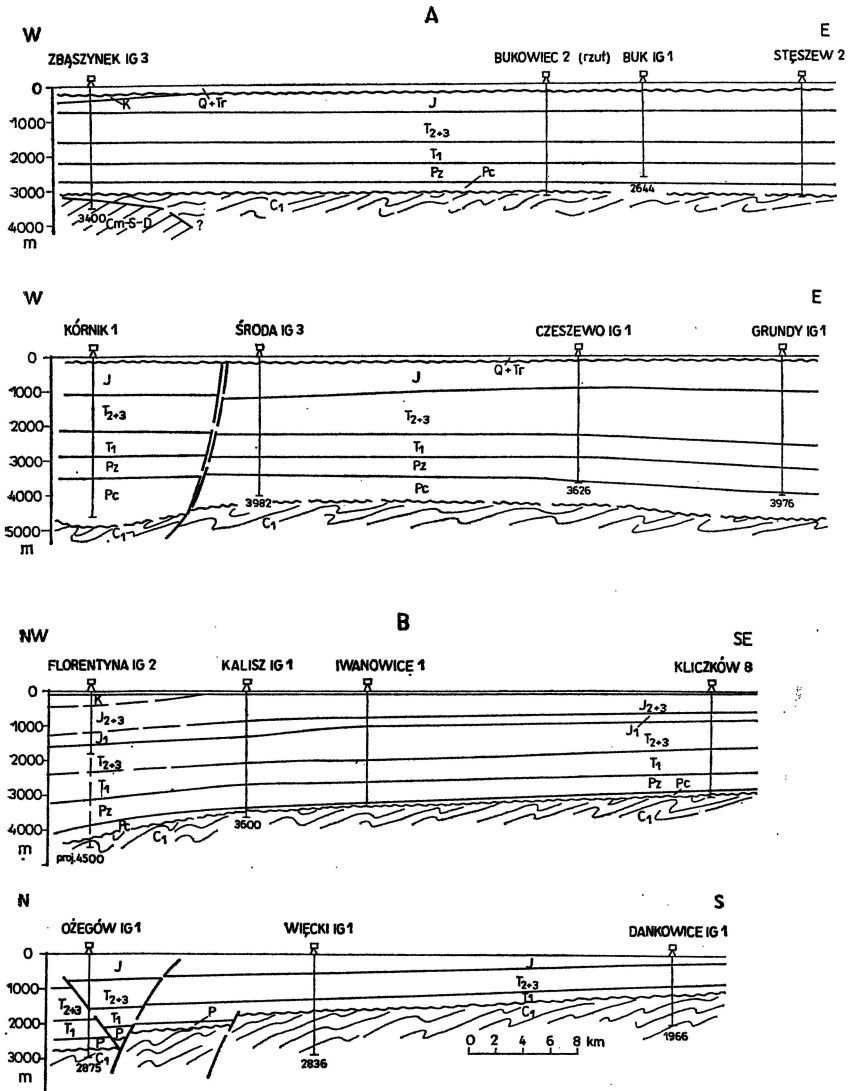 A
W E
ZBĄSZYNEK IG 3 BUKOWIEC 2 (rzut) BUK IG 1 STĘSZEW 2
0
K Q+Tr J
1000
T2+3
T1
2000
Pz Pc
2644
3000
3400 C1
Cm-S-D ?
4000
m
W E
KÓRNIK 1 ŚRODA IG 3 CZESZEWO IG 1 GRUNDY IG 1
0
Q+Tr
J J
1000
T2+3 T2+3
2000
T1 T1
3000
Pz Pz
Pc Pc
3626
4000
3982 3976
5000 C1 C1
m
B
NW SE
FLORENTYNA IG 2 KALISZ IG 1 IWANOWICE 1 KLICZKÓW 8
0
K
J2+3 J2+3
1000
J1 J1
T2+3 T2+3
2000
T1 T1
Pz Pc
3000
Pz
3600
Pc C1 C1
4000
m proj. 4500
N S
OŻEGÓW IG 1 WIĘCKI IG 1 DANKOWICE IG 1
0
J J
1000
T2+3 T2+3 T2+3
T1
T1 P C1
2000
T1 P
P
C1 1966
3000 2875 2836
m
0 2 4 6 8 km